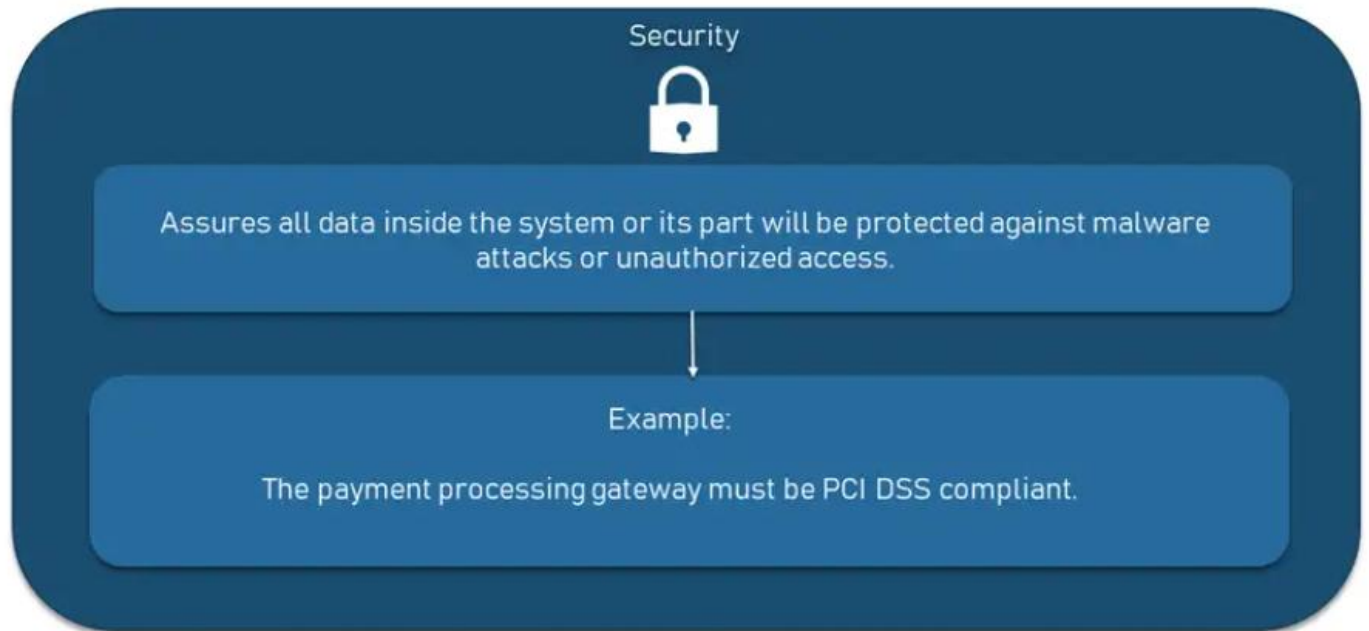 Security
Assures all data inside the system or its part will be protected against malware
attacks or unauthorized access.
Example:
The payment processing gateway must be PCI DSS compliant.